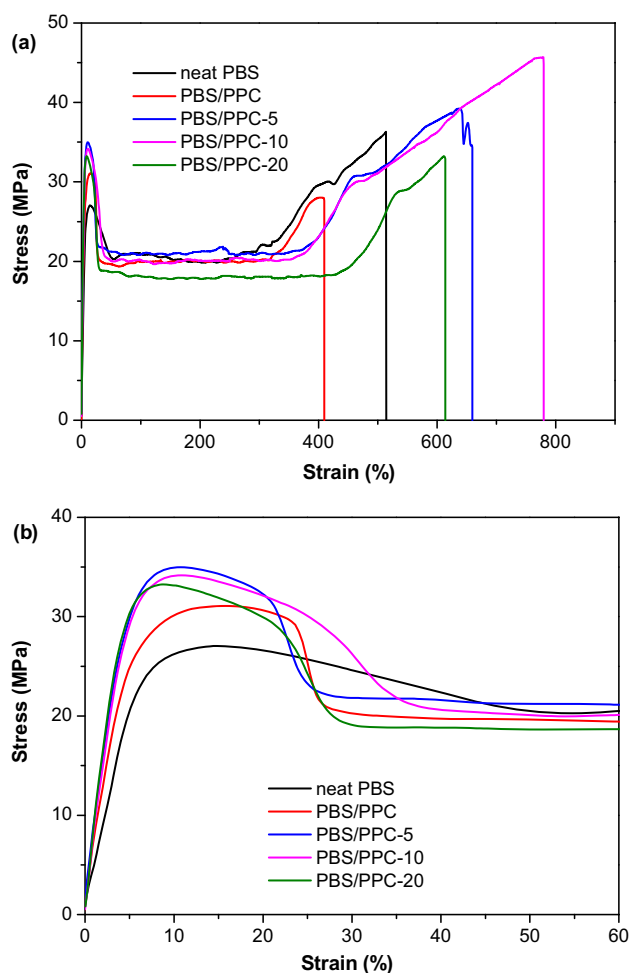 (a)
50
40
30
20
10
0
Stress (MPa)
neat PBS
PBS/PPC
PBS/PPC-5
PBS/PPC-10
PBS/PPC-20
0 200 400 600 800
Strain (%)
(b)
40
30
20
10
0
Stress (MPa)
neat PBS
PBS/PPC
PBS/PPC-5
PBS/PPC-10
PBS/PPC-20
0 10 20 30 40 50 60
Strain (%)